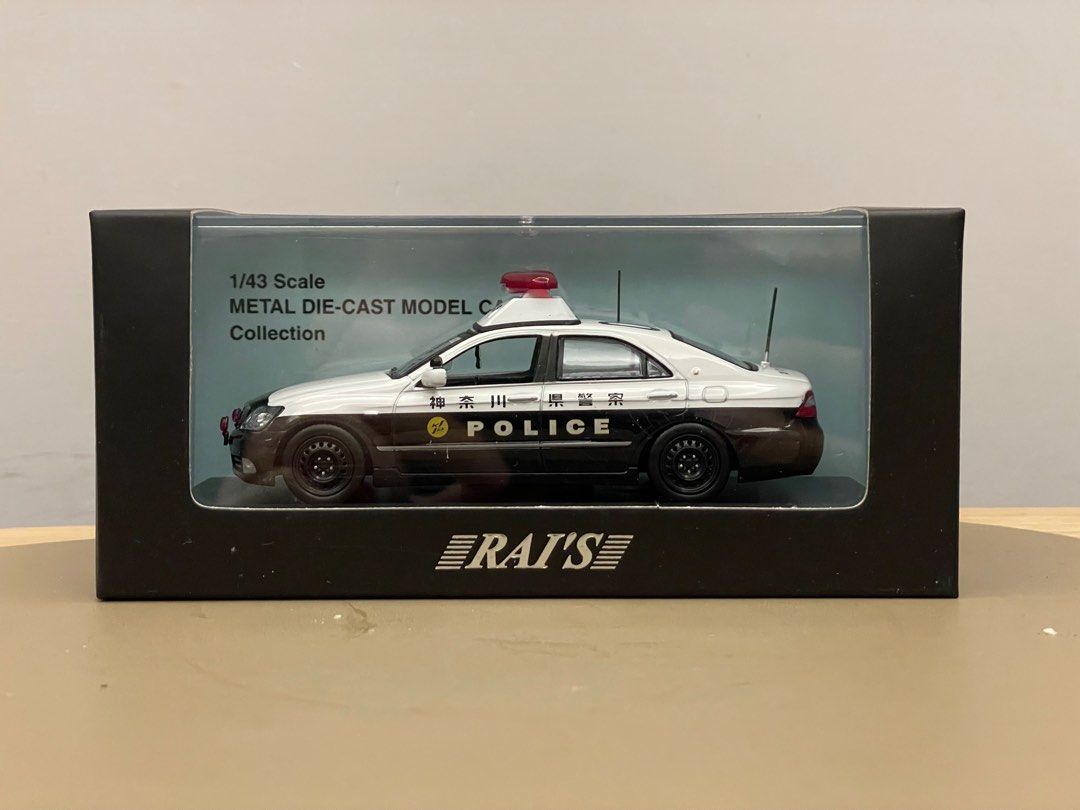 1/43 Scale
METAL DIE-CAST MODEL
Collection
神奈川県警察
POLICE
RAI'S